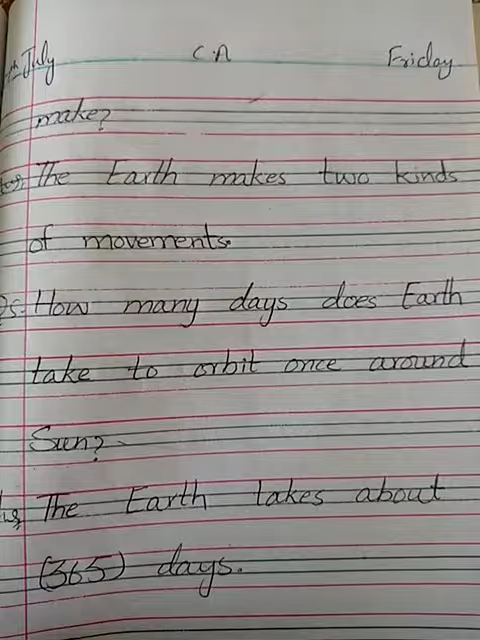 July C.A Friday
make?
The Earth makes two kinds
of movements.
How many days does Earth
take to orbit once around
Sun?
The Earth takes about
(365) days.